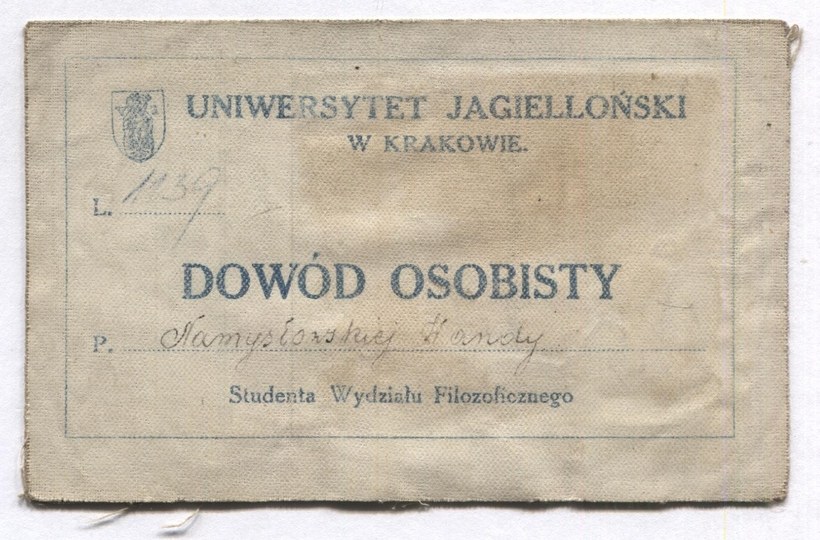 UNIWERSYTET JAGIELLOŃSKI
W KRAKOWIE.
L. 1139
DOWÓD OSOBISTY
P. Namysłowskiej Wandy
Studenta Wydziału Filozoficznego